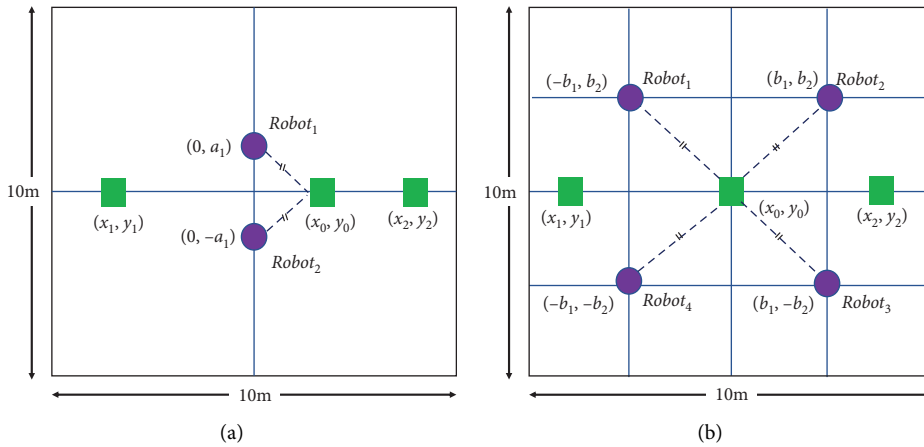 Robot₁
(0, a₁)
10m
(x₁, y₁)
(x₀, y₀)
(x₂, y₂)
(0, –a₁)
Robot₂
10m
(a)
(–b₁, b₂)
Robot₁
(b₁, b₂)
Robot₂
10m
(x₁, y₁)
(x₀, y₀)
(x₂, y₂)
(–b₁, –b₂)
Robot₄
(b₁, –b₂)
Robot₃
10m
(b)